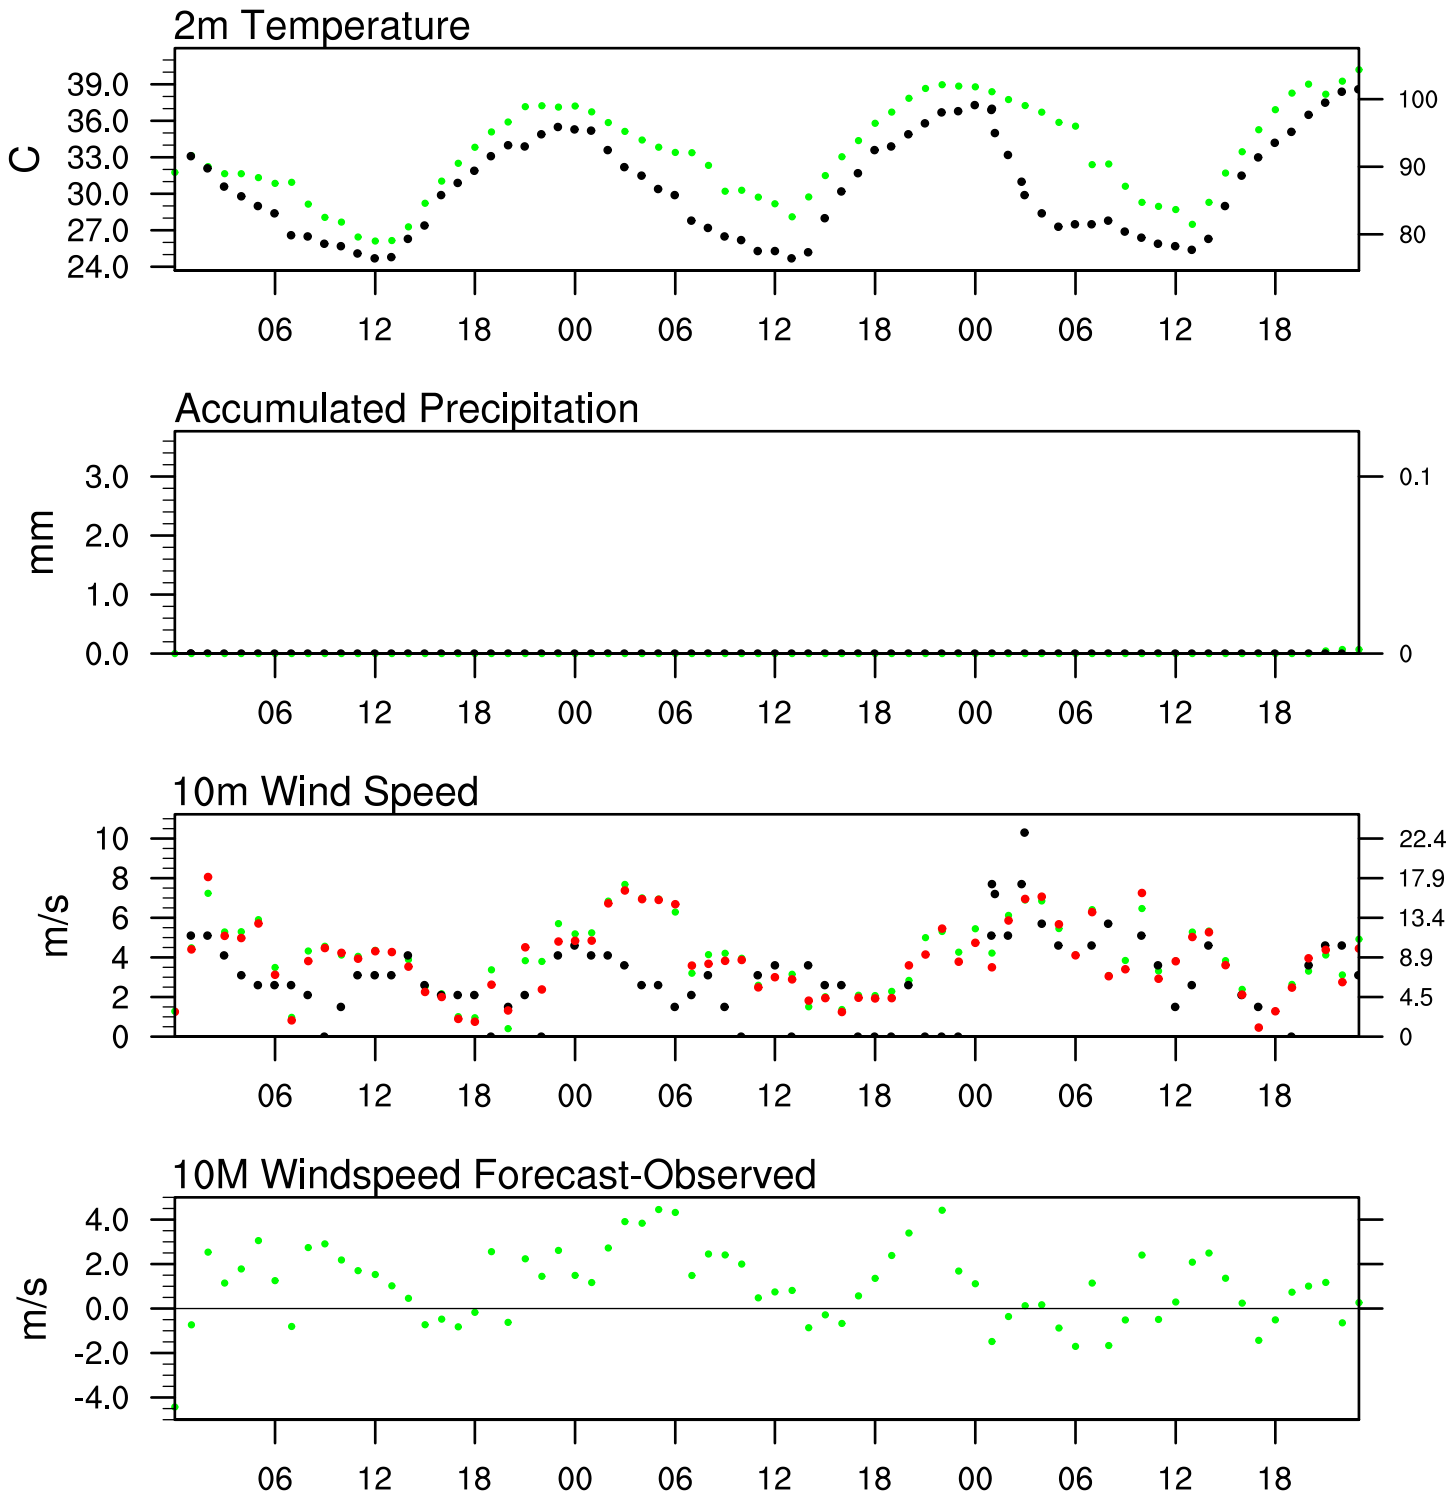 2m Temperature
C
39.0
36.0
33.0
30.0
27.0
24.0
100
90
80
06 12 18 00 06 12 18 00 06 12 18
Accumulated Precipitation
mm
3.0
2.0
1.0
0.0
0.1
0
06 12 18 00 06 12 18 00 06 12 18
10m Wind Speed
m/s
10
8
6
4
2
0
22.4
17.9
13.4
8.9
4.5
0
06 12 18 00 06 12 18 00 06 12 18
10M Windspeed Forecast-Observed
m/s
4.0
2.0
0.0
-2.0
-4.0
06 12 18 00 06 12 18 00 06 12 18